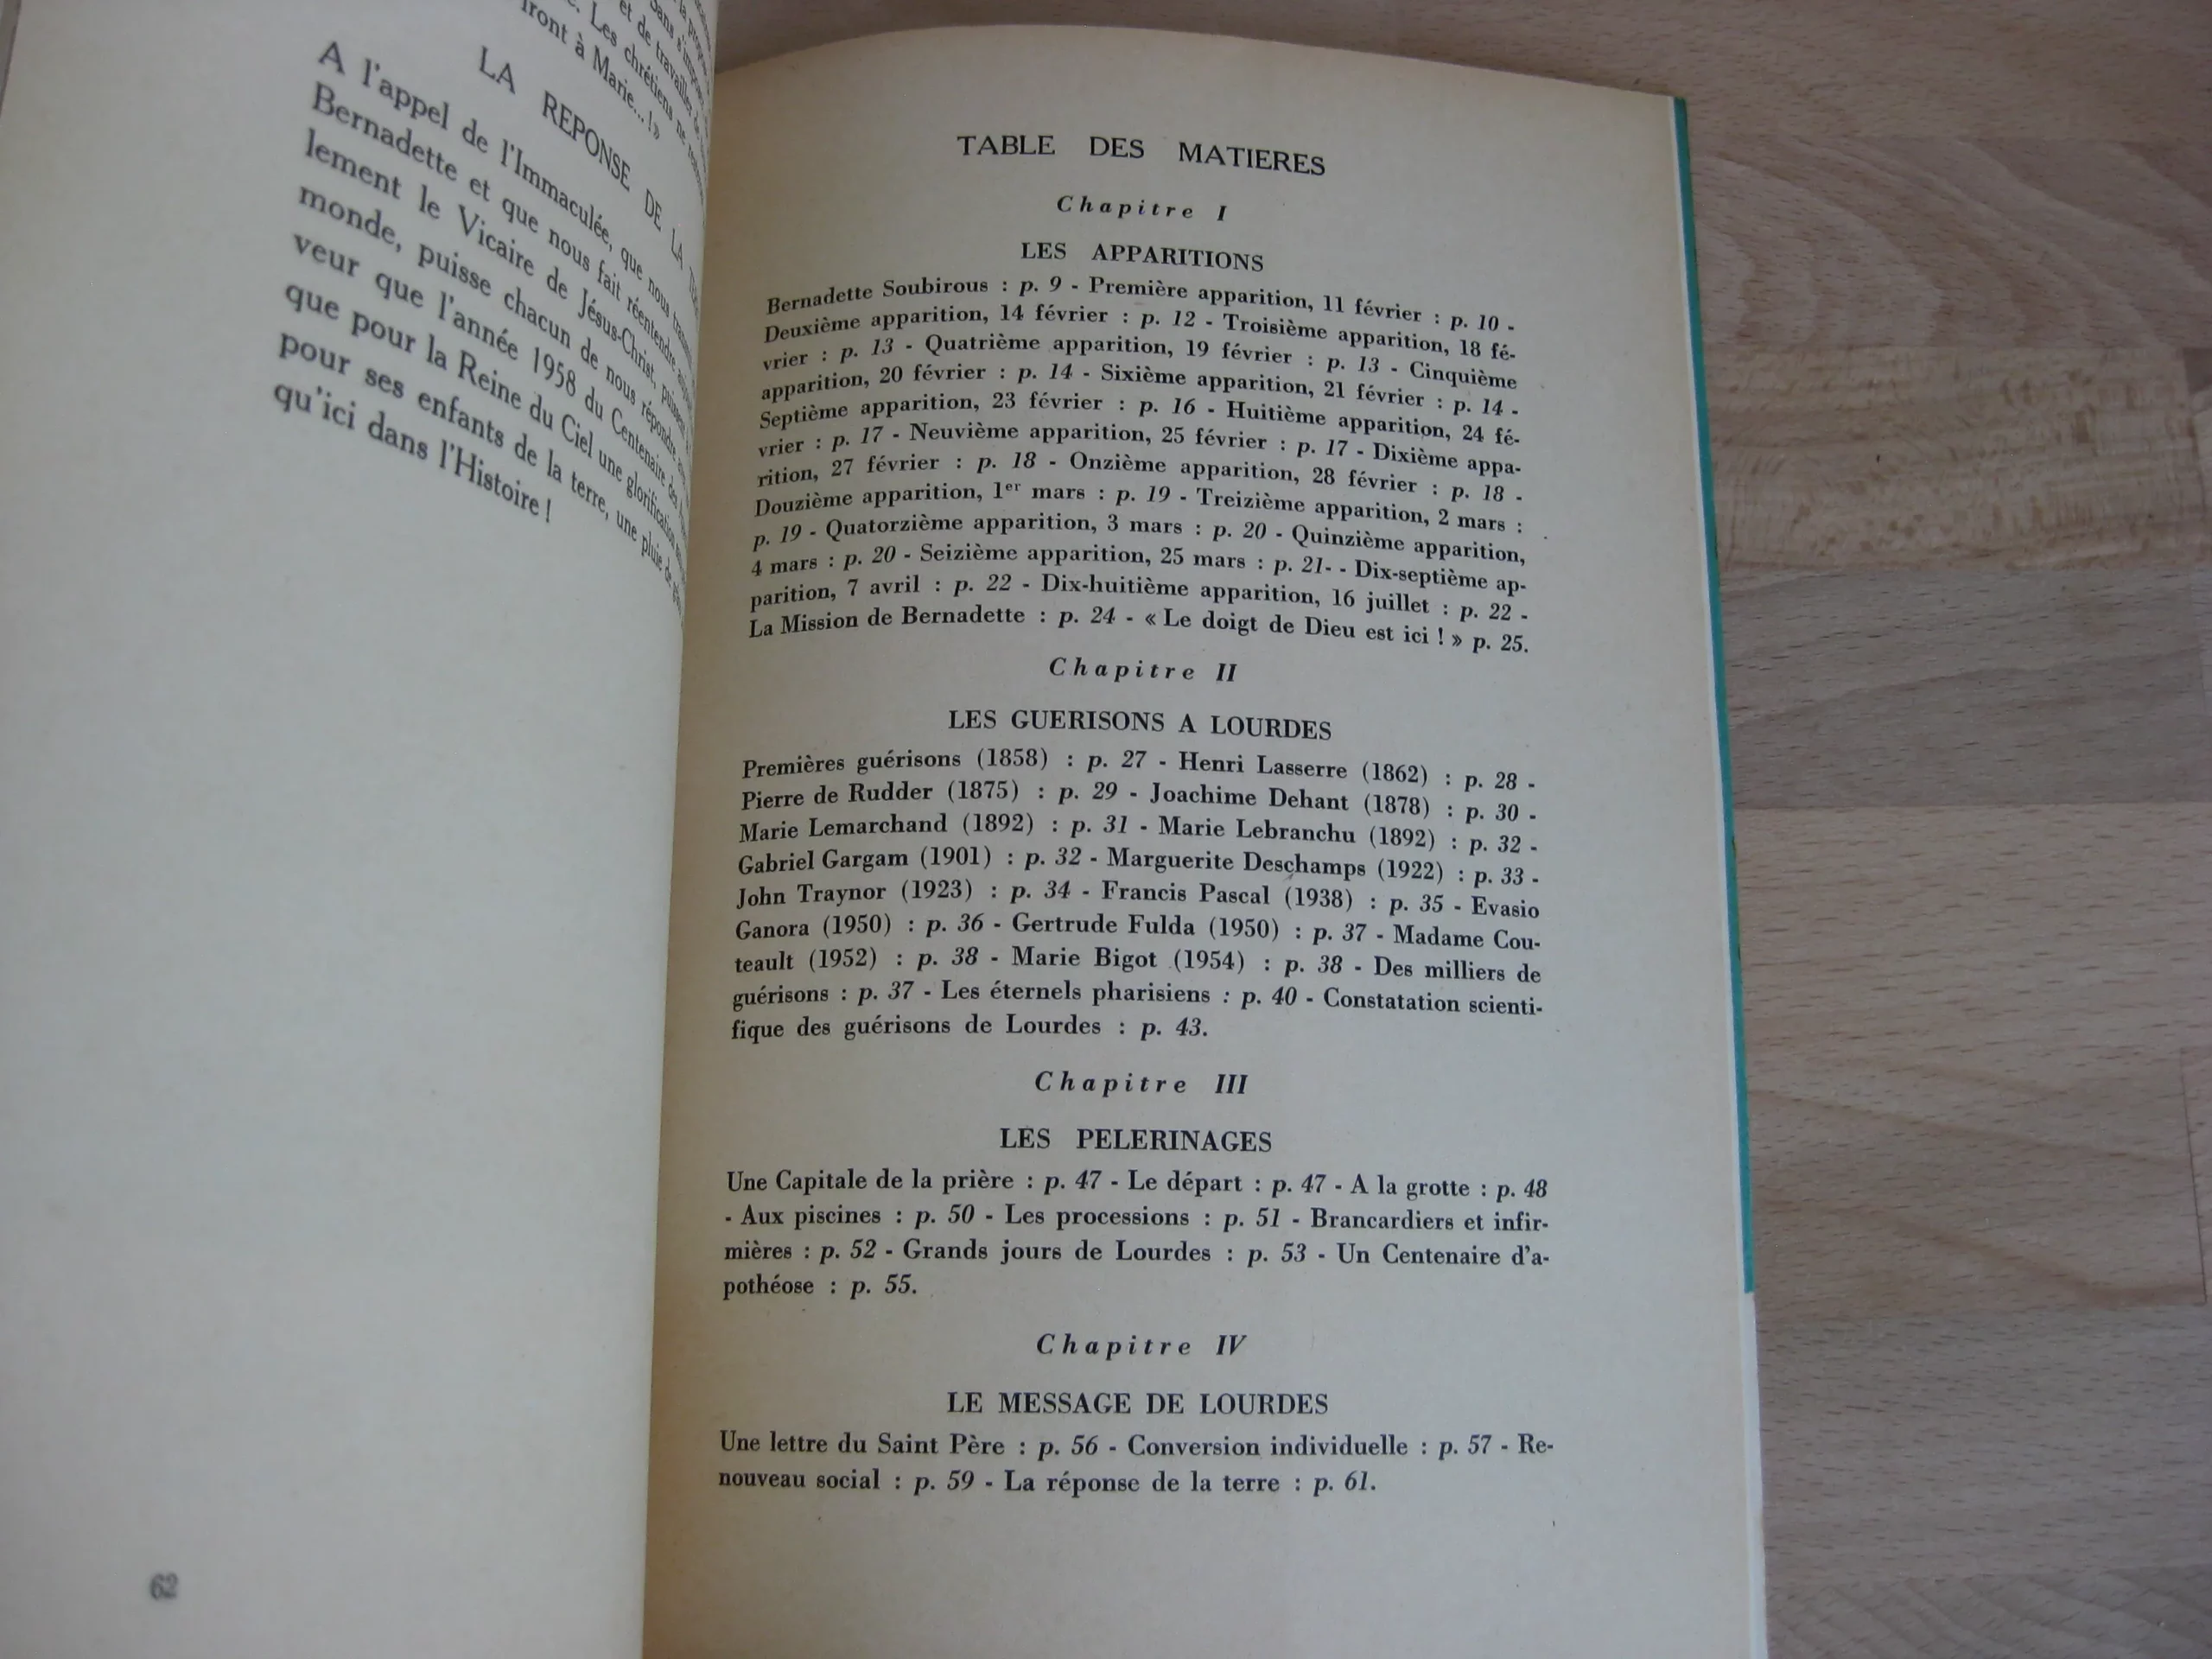 Les chrétiens ne
iront à Marie...!»
LA REPONSE DE LA
A l'appel de l'Immaculée, que nous
Bernadette et que nous fait réentendre
lement le Vicaire de Jésus-Christ,
monde, puisse chacun de nous répondre
veur que l'année 1958 du Centenaire des
que pour la Reine du Ciel une glorification
pour ses enfants de la terre, une pluie de
qu'ici dans l'Histoire !
62
TABLE DES MATIERES
Chapitre I
LES APPARITIONS
Bernadette Soubirous : p. 9 - Première apparition, 11 février : p. 10 -
Deuxième apparition, 14 février : p. 12 - Troisième apparition, 18 fé-
vrier : p. 13 - Quatrième apparition, 19 février : p. 13 - Cinquième
apparition, 20 février : p. 14 - Sixième apparition, 21 février : p. 14 -
Septième apparition, 23 février : p. 16 - Huitième apparition, 24 fé-
vrier : p. 17 - Neuvième apparition, 25 février : p. 17 - Dixième appa-
rition, 27 février : p. 18 - Onzième apparition, 28 février : p. 18 -
Douzième apparition, 1er mars : p. 19 - Treizième apparition, 2 mars :
p. 19 - Quatorzième apparition, 3 mars : p. 20 - Quinzième apparition,
4 mars : p. 20 - Seizième apparition, 25 mars : p. 21- - Dix-septième ap-
parition, 7 avril : p. 22 - Dix-huitième apparition, 16 juillet : p. 22 -
La Mission de Bernadette : p. 24 - « Le doigt de Dieu est ici ! » p. 25.
Chapitre II
LES GUERISONS A LOURDES
Premières guérisons (1858) : p. 27 - Henri Lasserre (1862) : p. 28 -
Pierre de Rudder (1875) : p. 29 - Joachime Dehant (1878) : p. 30 -
Marie Lemarchand (1892) : p. 31 - Marie Lebranchu (1892) : p. 32 -
Gabriel Gargam (1901) : p. 32 - Marguerite Deschamps (1922) : p. 33 -
John Traynor (1923) : p. 34 - Francis Pascal (1938) : p. 35 - Evasio
Ganora (1950) : p. 36 - Gertrude Fulda (1950) : p. 37 - Madame Cou-
teault (1952) : p. 38 - Marie Bigot (1954) : p. 38 - Des milliers de
guérisons : p. 37 - Les éternels pharisiens : p. 40 - Constatation scienti-
fique des guérisons de Lourdes : p. 43.
Chapitre III
LES PELERINAGES
Une Capitale de la prière : p. 47 - Le départ : p. 47 - A la grotte : p. 48
- Aux piscines : p. 50 - Les processions : p. 51 - Brancardiers et infir-
mières : p. 52 - Grands jours de Lourdes : p. 53 - Un Centenaire d'a-
pothéose : p. 55.
Chapitre IV
LE MESSAGE DE LOURDES
Une lettre du Saint Père : p. 56 - Conversion individuelle : p. 57 - Re-
nouveau social : p. 59 - La réponse de la terre : p. 61.